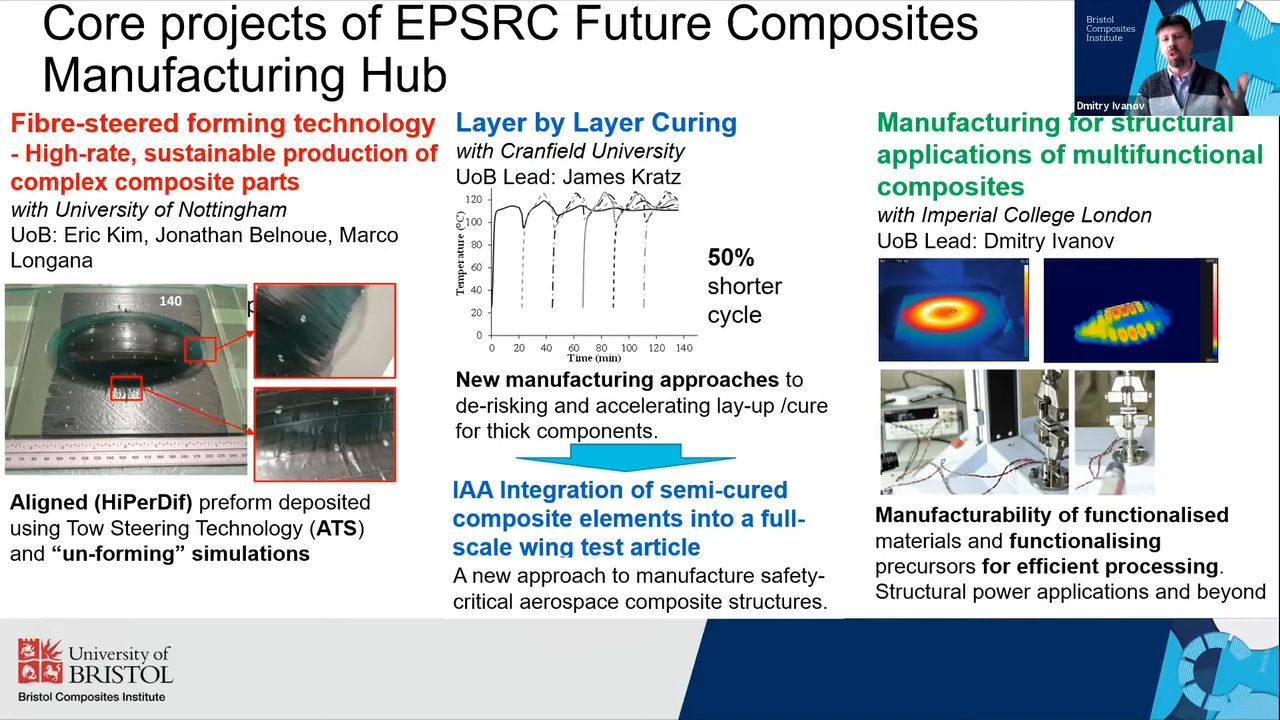 Core projects of EPSRC Future Composites
Manufacturing Hub
Bristol
Composites
Institute
Dmitry Ivanov
Fibre-steered forming technology
- High-rate, sustainable production of
complex composite parts
with University of Nottingham
UoB: Eric Kim, Jonathan Belnoue, Marco
Longana
140
Aligned (HiPerDif) preform deposited
using Tow Steering Technology (ATS)
and “un-forming” simulations
Layer by Layer Curing
with Cranfield University
UoB Lead: James Kratz
Temperature (°C)
120
100
80
60
40
20
0
0 20 40 60 80 100 120 140
Time (min)
50%
shorter
cycle
New manufacturing approaches to
de-risking and accelerating lay-up /cure
for thick components.
IAA Integration of semi-cured
composite elements into a full-
scale wing test article
A new approach to manufacture safety-
critical aerospace composite structures.
Manufacturing for structural
applications of multifunctional
composites
with Imperial College London
UoB Lead: Dmitry Ivanov
Manufacturability of functionalised
materials and functionalising
precursors for efficient processing.
Structural power applications and beyond
University of
BRISTOL
Bristol Composites Institute